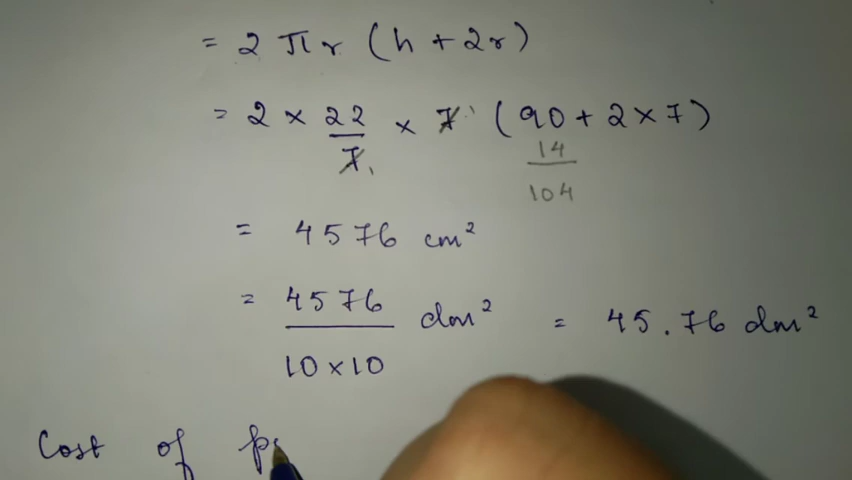 = 2 π r (h + 2r)
= 2 × 22/7 × 7 (90 + 2 × 7)
14
104
= 4576 cm²
= 4576/10×10 dm² = 45.76 dm²
Cost of